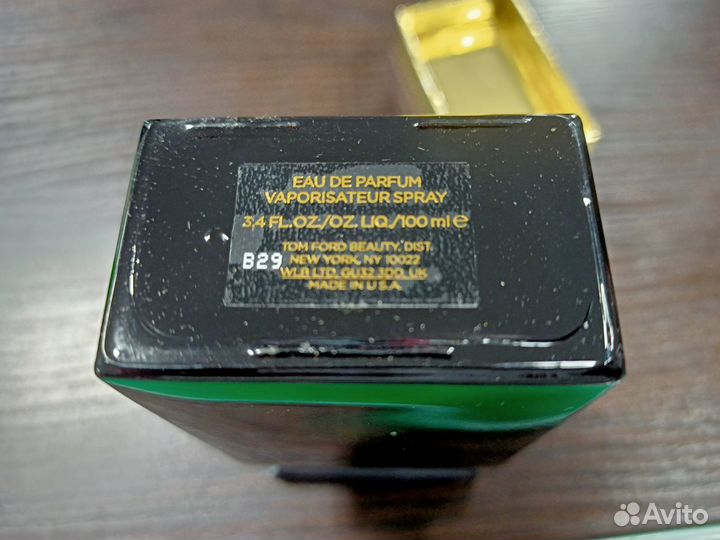 EAU DE PARFUM
VAPORISATEUR SPRAY
3,4 FL.OZ./OZ. LIQ./100 ml ℮
TOM FORD BEAUTY, DIST.
B29 NEW YORK, NY 10022
WLB LTD, GU32 3DD, UK
MADE IN U.S.A.
Avito